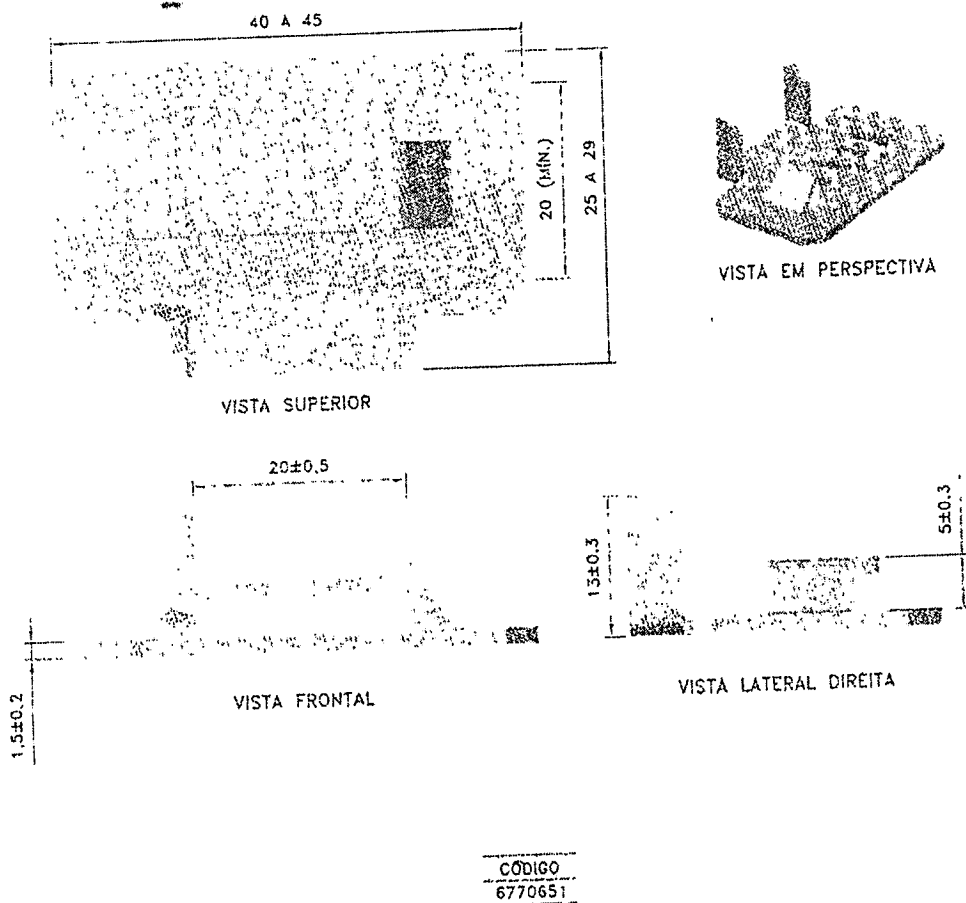 40 A 45
20 (MÍN.)
25 A 29
VISTA EM PERSPECTIVA
VISTA SUPERIOR
20±0,5
13±0,3
5±0,3
1,5±0,2
VISTA FRONTAL
VISTA LATERAL DIREITA
CÓDIGO
6770651